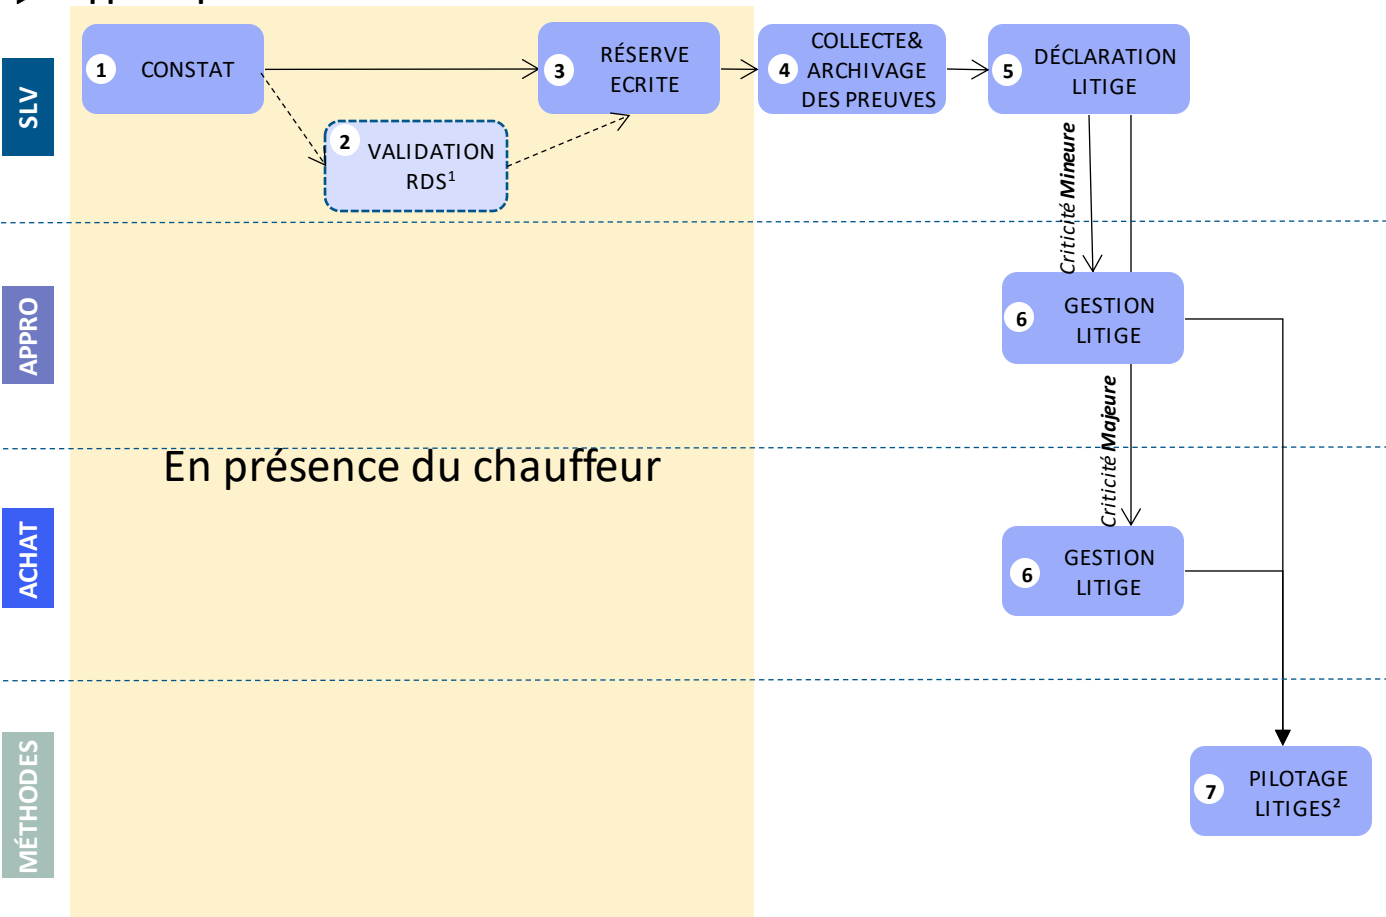 SLV
1
CONSTAT
2
VALIDATION
RDS¹
3
RÉSERVE
ECRITE
4
COLLECTE&
ARCHIVAGE
DES PREUVES
5
DÉCLARATION
LITIGE
Criticité Mineure
APPRO
6
GESTION
LITIGE
Criticité Majeure
En présence du chauffeur
ACHAT
6
GESTION
LITIGE
MÉTHODES
7
PILOTAGE
LITIGES²